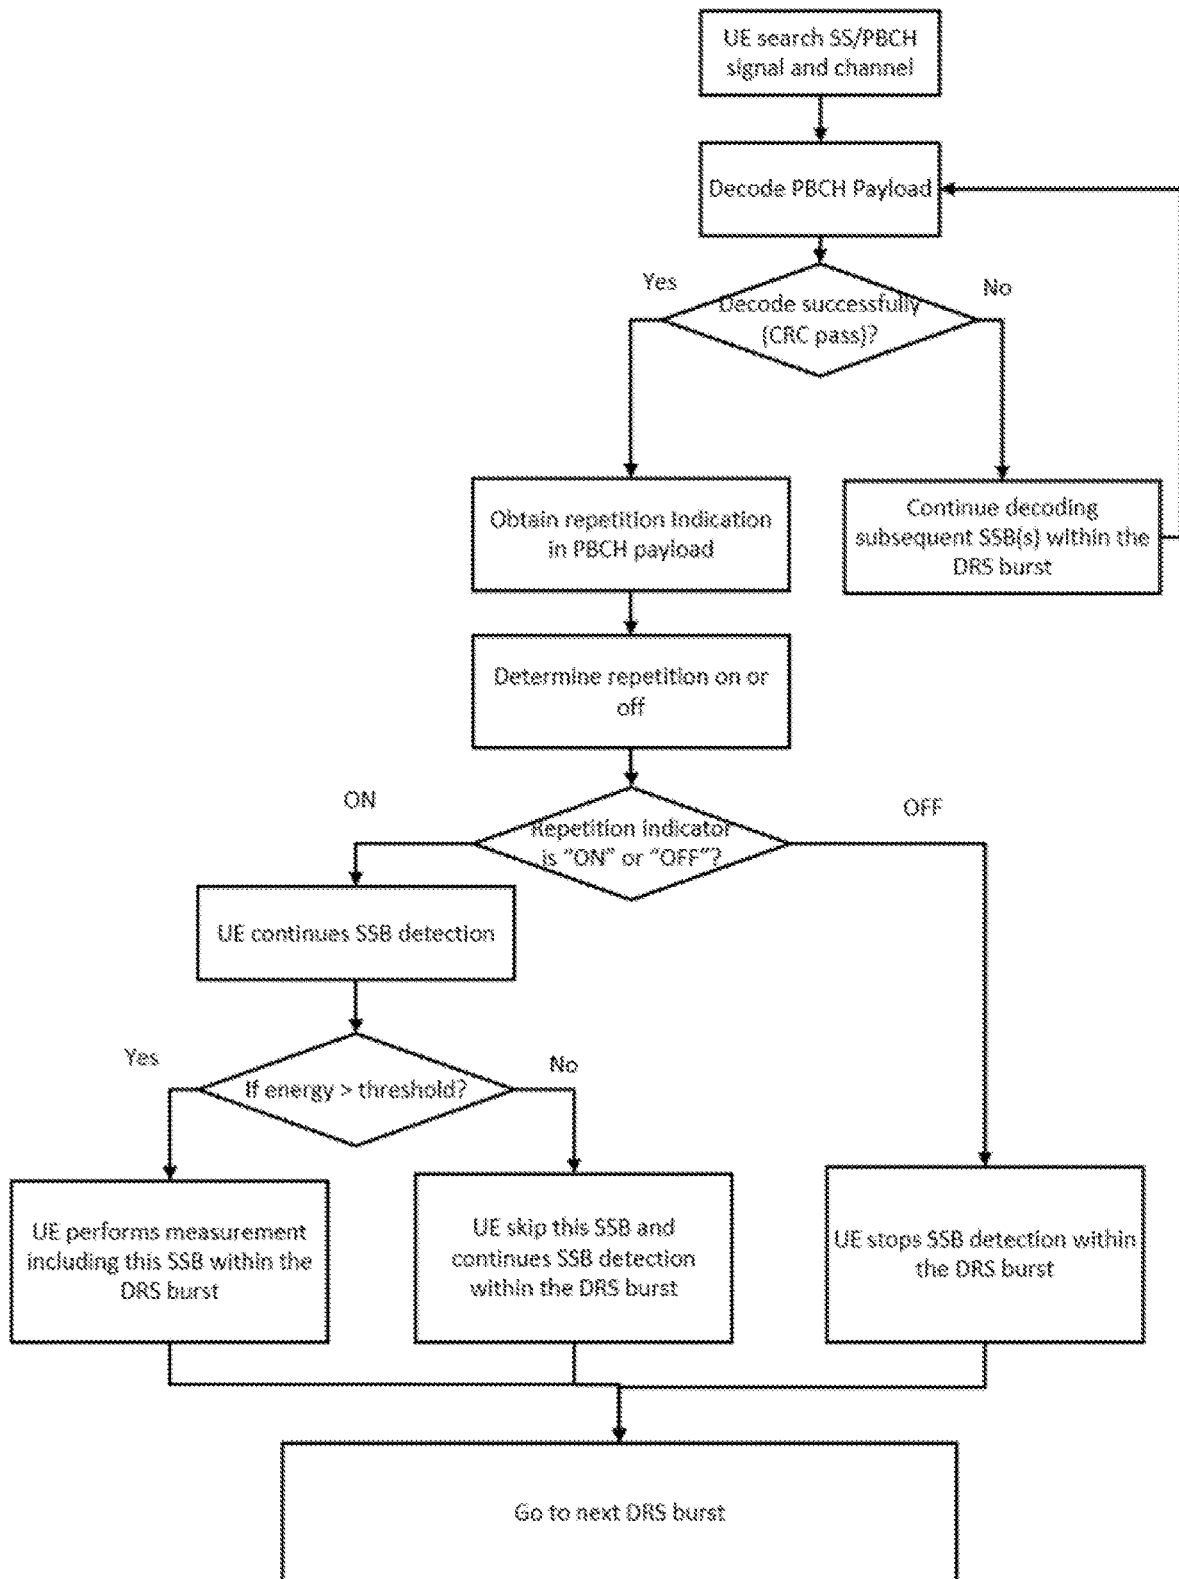 UE search SS/PBCH
signal and channel
Decode PBCH Payload
Yes
No
Decode successfully
(CRC pass)?
Obtain repetition Indication
in PBCH payload
Continue decoding
subsequent SSB(s) within the
DRS burst
Determine repetition on or
off
ON
OFF
Repetition indicator
is "ON" or "OFF"?
UE continues SSB detection
Yes
No
If energy > threshold?
UE performs measurement
including this SSB within the
DRS burst
UE skip this SSB and
continues SSB detection
within the DRS burst
UE stops SSB detection within
the DRS burst
Go to next DRS burst